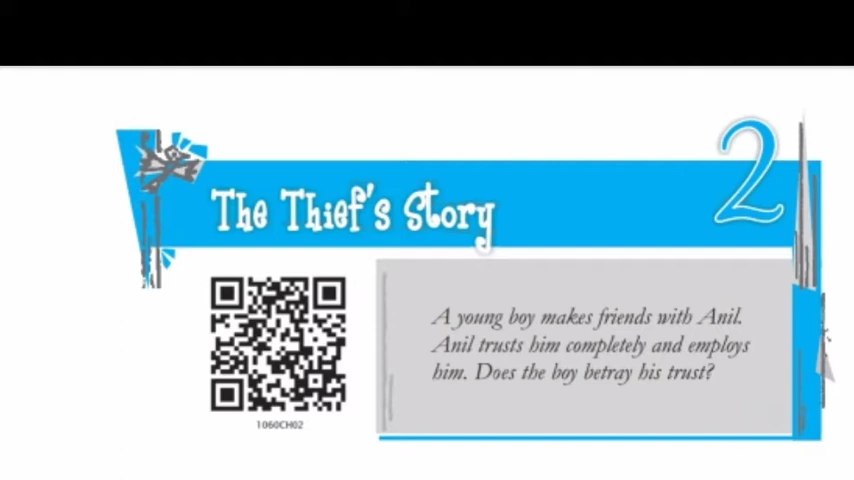 2
The Thief's Story
A young boy makes friends with Anil.
Anil trusts him completely and employs
him. Does the boy betray his trust?
1060CH02